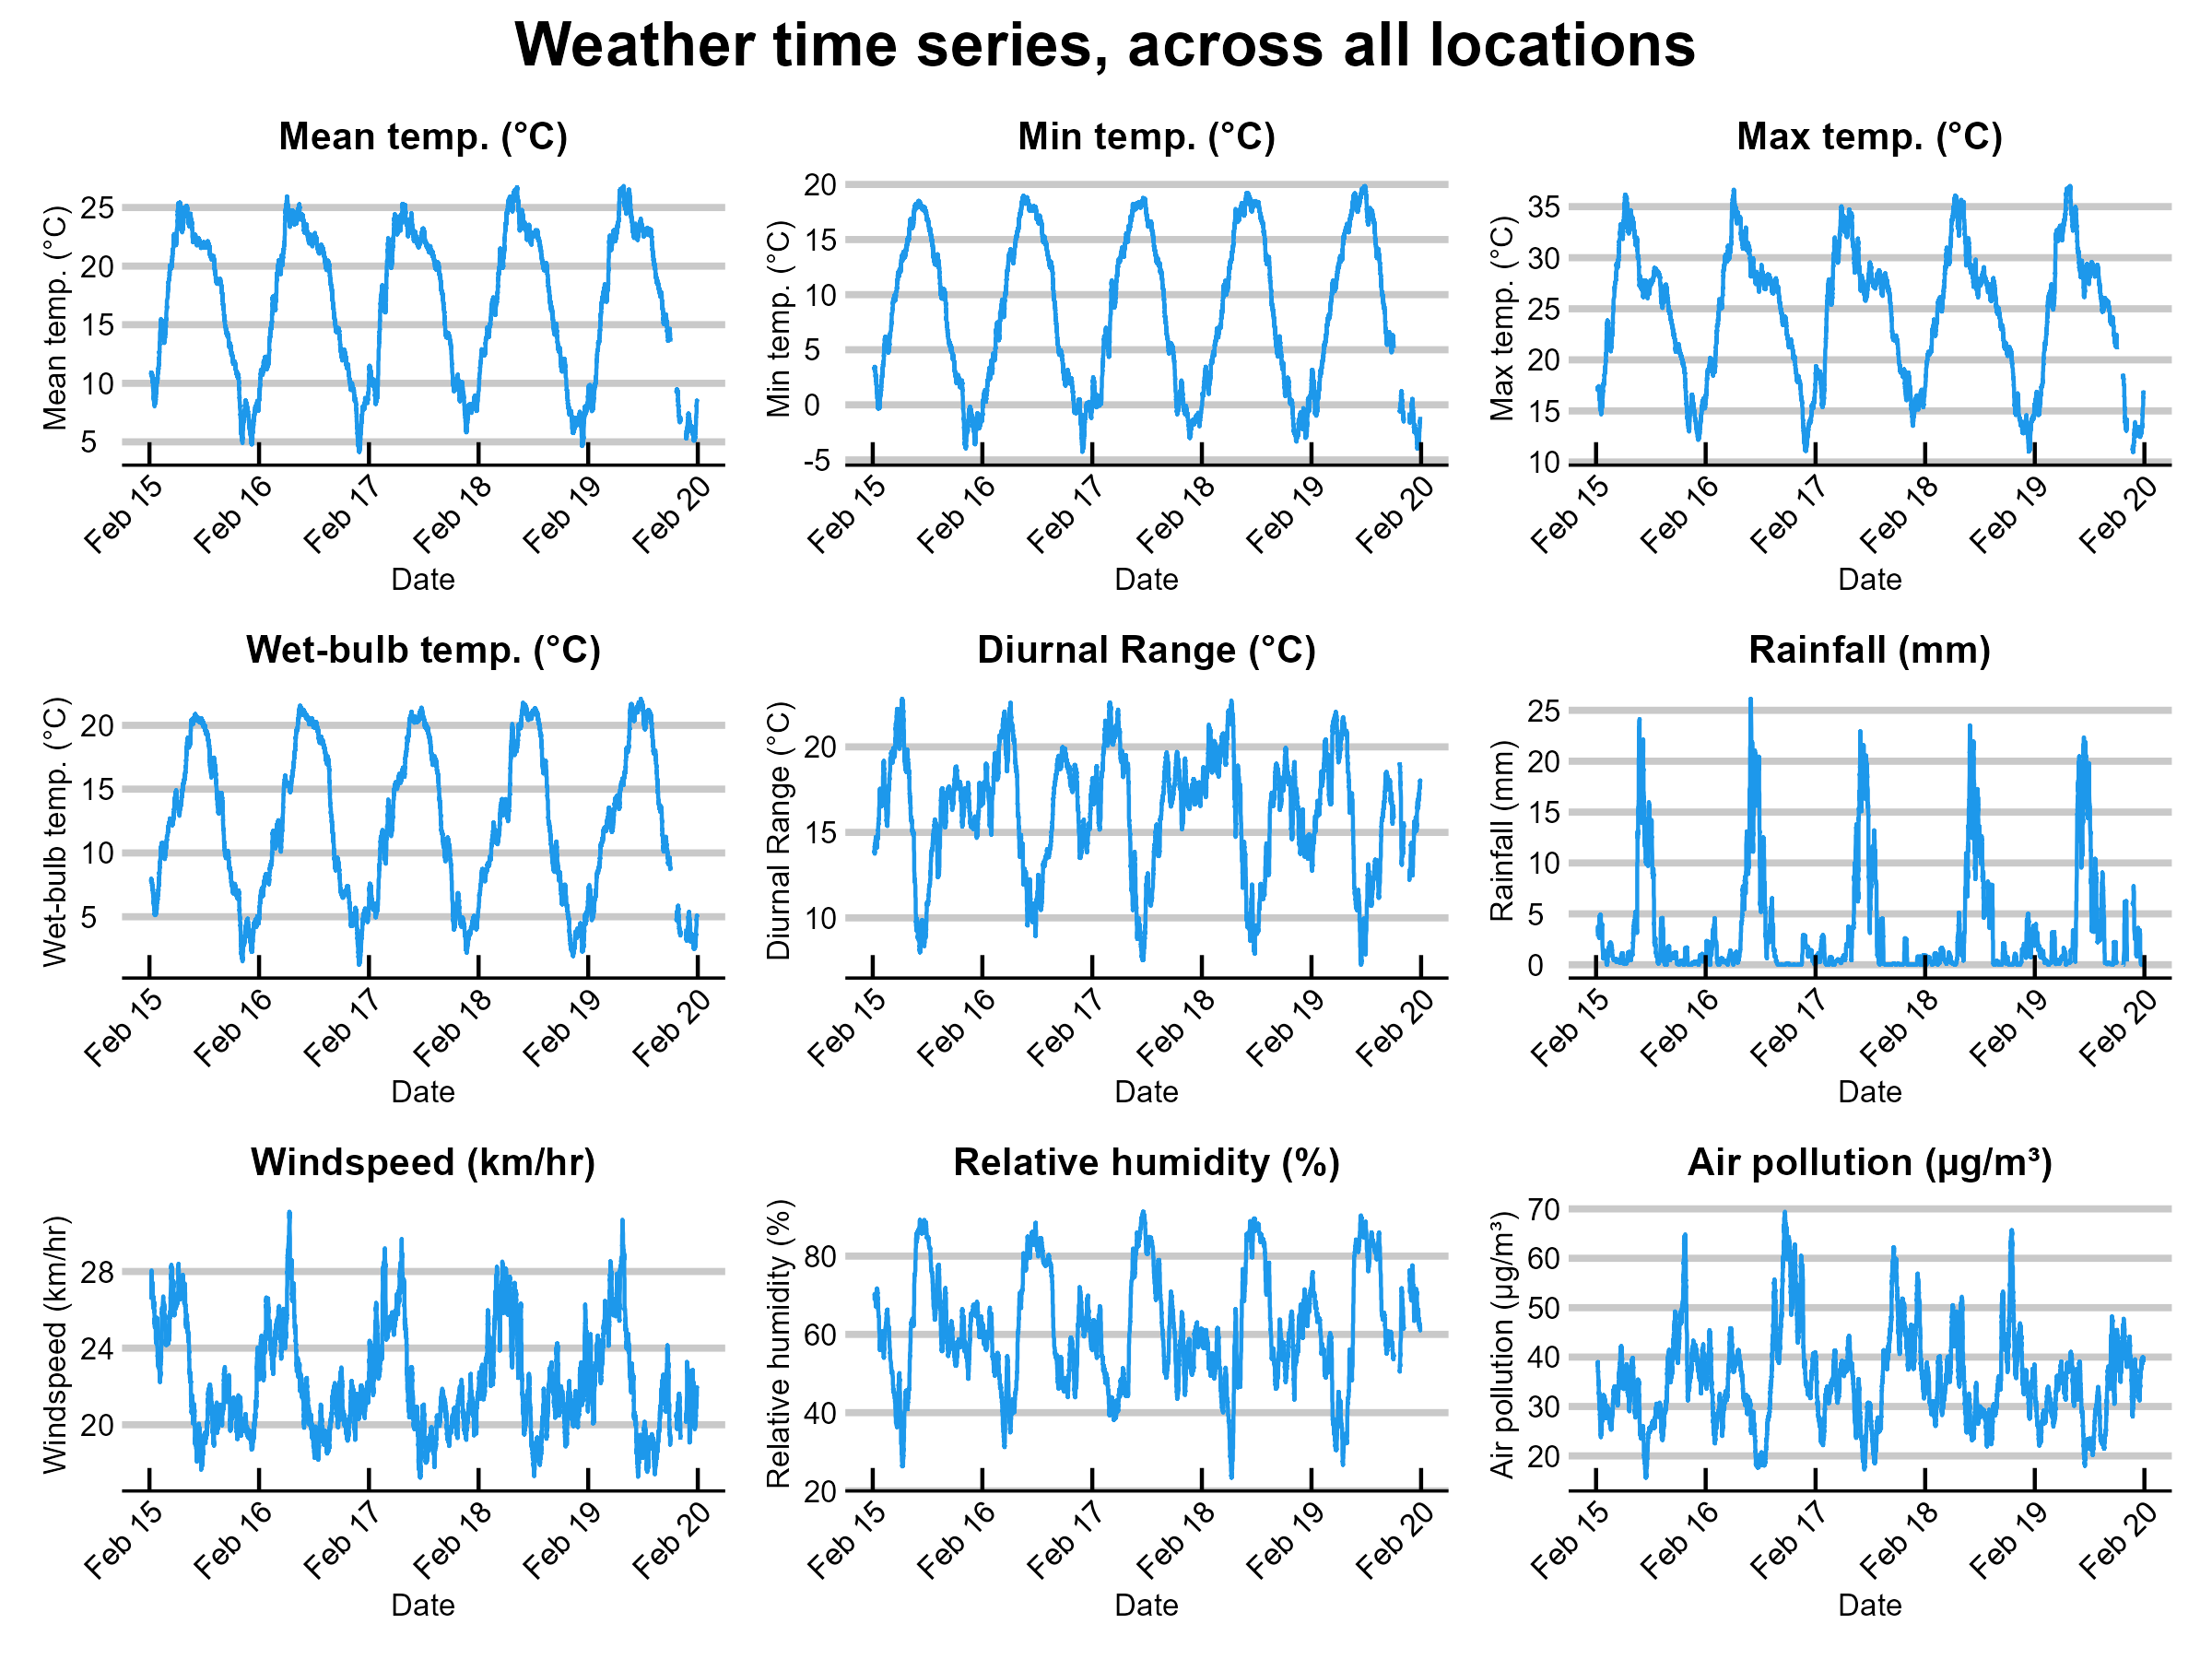 Weather time series, across all locations
Mean temp. (°C)
Mean temp. (°C)
25
20
15
10
5
Feb 15
Feb 16
Feb 17
Feb 18
Feb 19
Feb 20
Date
Min temp. (°C)
Min temp. (°C)
20
15
10
5
0
-5
Feb 15
Feb 16
Feb 17
Feb 18
Feb 19
Feb 20
Date
Max temp. (°C)
Max temp. (°C)
35
30
25
20
15
10
Feb 15
Feb 16
Feb 17
Feb 18
Feb 19
Feb 20
Date
Wet-bulb temp. (°C)
Wet-bulb temp. (°C)
20
15
10
5
Feb 15
Feb 16
Feb 17
Feb 18
Feb 19
Feb 20
Date
Diurnal Range (°C)
Diurnal Range (°C)
20
15
10
Feb 15
Feb 16
Feb 17
Feb 18
Feb 19
Feb 20
Date
Rainfall (mm)
Rainfall (mm)
25
20
15
10
5
0
Feb 15
Feb 16
Feb 17
Feb 18
Feb 19
Feb 20
Date
Windspeed (km/hr)
Windspeed (km/hr)
28
24
20
Feb 15
Feb 16
Feb 17
Feb 18
Feb 19
Feb 20
Date
Relative humidity (%)
Relative humidity (%)
80
60
40
20
Feb 15
Feb 16
Feb 17
Feb 18
Feb 19
Feb 20
Date
Air pollution (µg/m³)
Air pollution (µg/m³)
70
60
50
40
30
20
Feb 15
Feb 16
Feb 17
Feb 18
Feb 19
Feb 20
Date